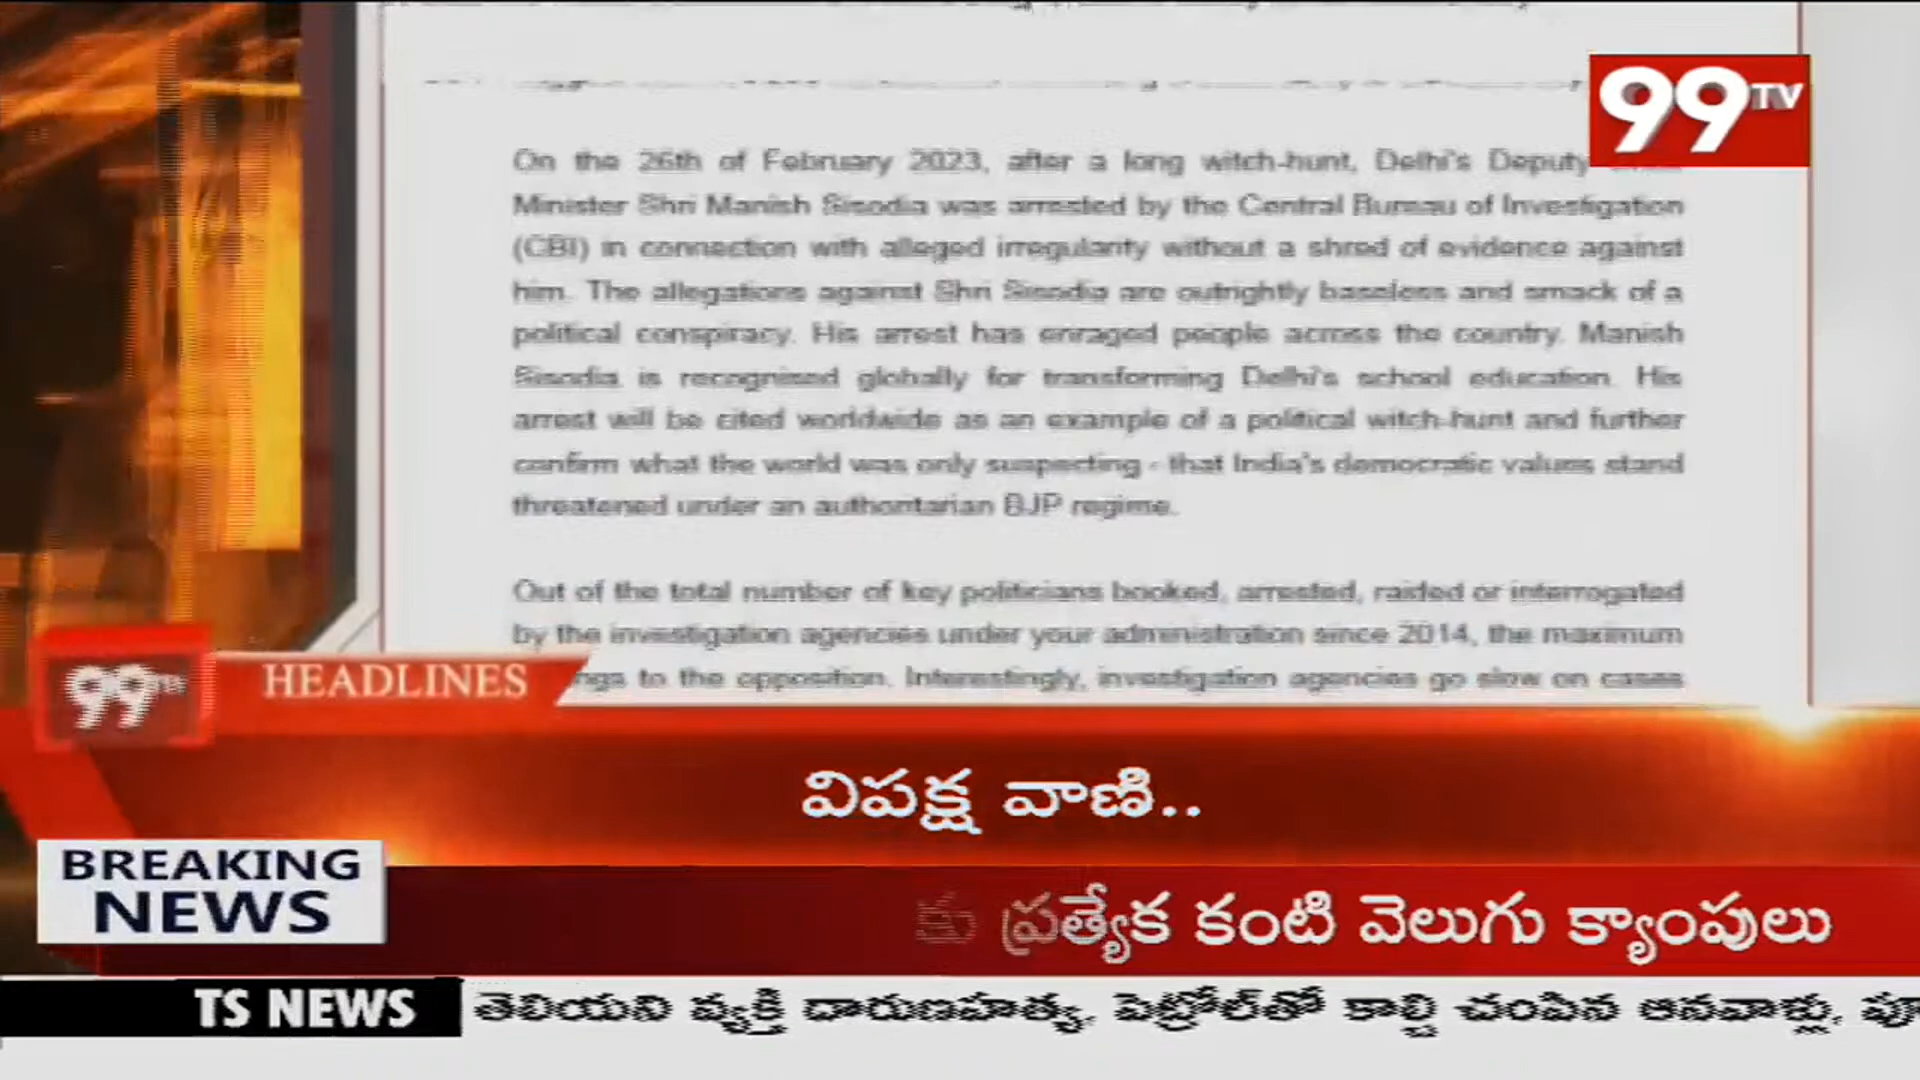 99 TV
On the 26th of February 2023, after a long witch-hunt, Delhi's Deputy
Minister Shri Manish Sisodia was arrested by the Central Bureau of Investigation
(CBI) in connection with alleged irregularity without a shred of evidence against
him. The allegations against Shri Sisodia are outrightly baseless and smack of a
political conspiracy. His arrest has enraged people across the country. Manish
Sisodia is recognised globally for transforming Delhi's school education. His
arrest will be cited worldwide as an example of a political witch-hunt and further
confirm what the world was only suspecting - that India's democratic values stand
threatened under an authoritarian BJP regime.
Out of the total number of key politicians booked, arrested, raided or interrogated
by the investigation agencies under your administration since 2014, the maximum
to the opposition. Interestingly, investigation agencies go slow on cases
99 HEADLINES
విపక్ష వాణి..
BREAKING
NEWS
కు ప్రత్యేక కంటి వెలుగు క్యాంపులు
TS NEWS తెలియని వ్యక్తి దారుణహత్య, పెట్రోల్‌తో కాల్చి చంపిన ఆనవాళ్లు,